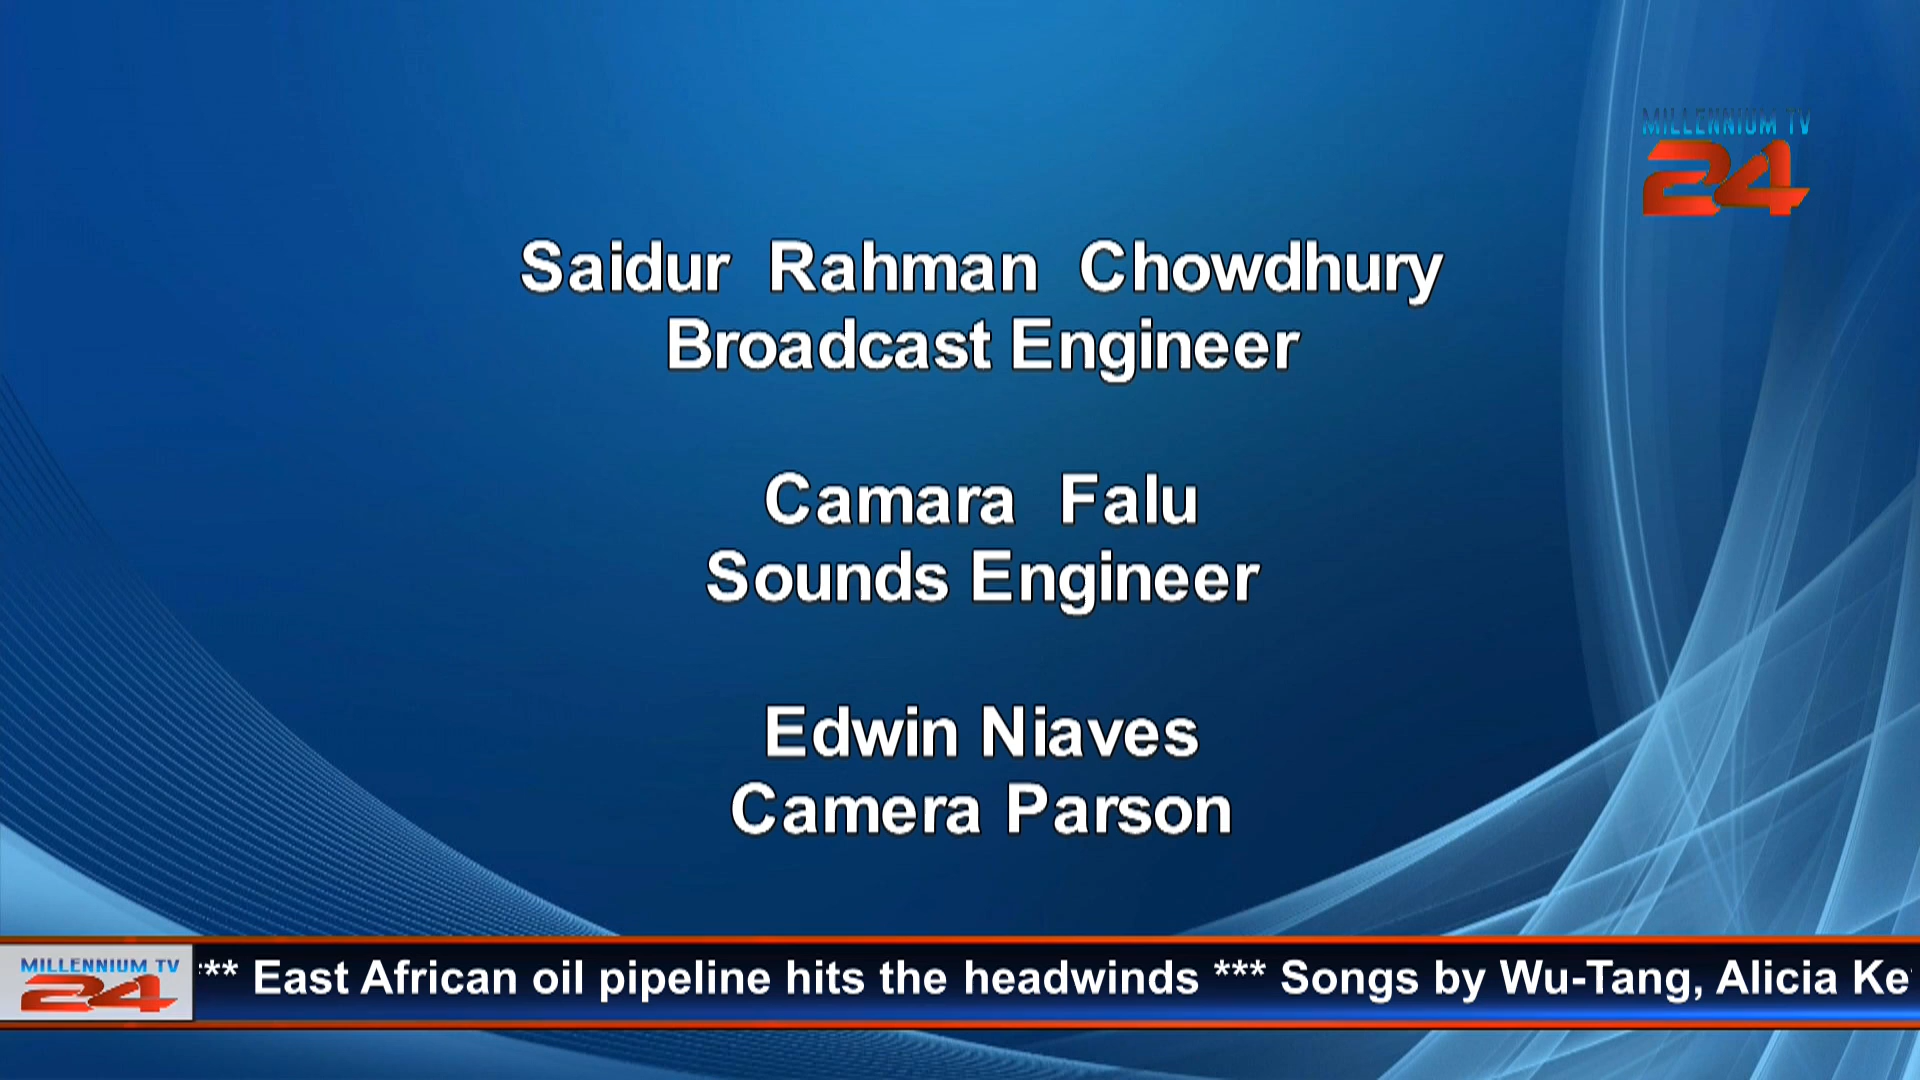 MILLENNIUM TV
24
Saidur Rahman Chowdhury
Broadcast Engineer
Camara Falu
Sounds Engineer
Edwin Niaves
Camera Parson
MILLENNIUM TV
24
** East African oil pipeline hits the headwinds *** Songs by Wu-Tang, Alicia Ke